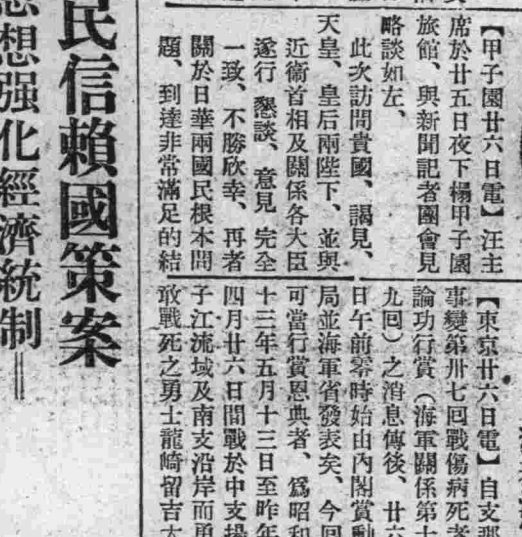 【甲子園廿六日電】汪主
席於廿五日夜下榻甲子園
旅館、與新聞記者團會見
略談如左、
此次訪問貴國、謁見、
天皇、皇后兩陛下、並與
近衛首相及關係各大臣
遂行 懇談、意見 完全
一致、不勝欣幸、再者
關於日華兩國民根本問
題、到達非常滿足的結
【東京廿六日電】自支那
事變第卅七回戰傷病死者
論功行賞（海軍關係第十
九回）之消息傳後、廿六
日午前零時始由內閣賞勳
局並海軍省發表矣、今回
可當行賞恩典者、爲昭和
十三年五月十三日至昨年
四月廿六日間戰於中支揚
子江流域及南支沿岸而勇
敢戰死之勇士龍崎留吉大
民信賴國策案
思想强化經濟統制＝